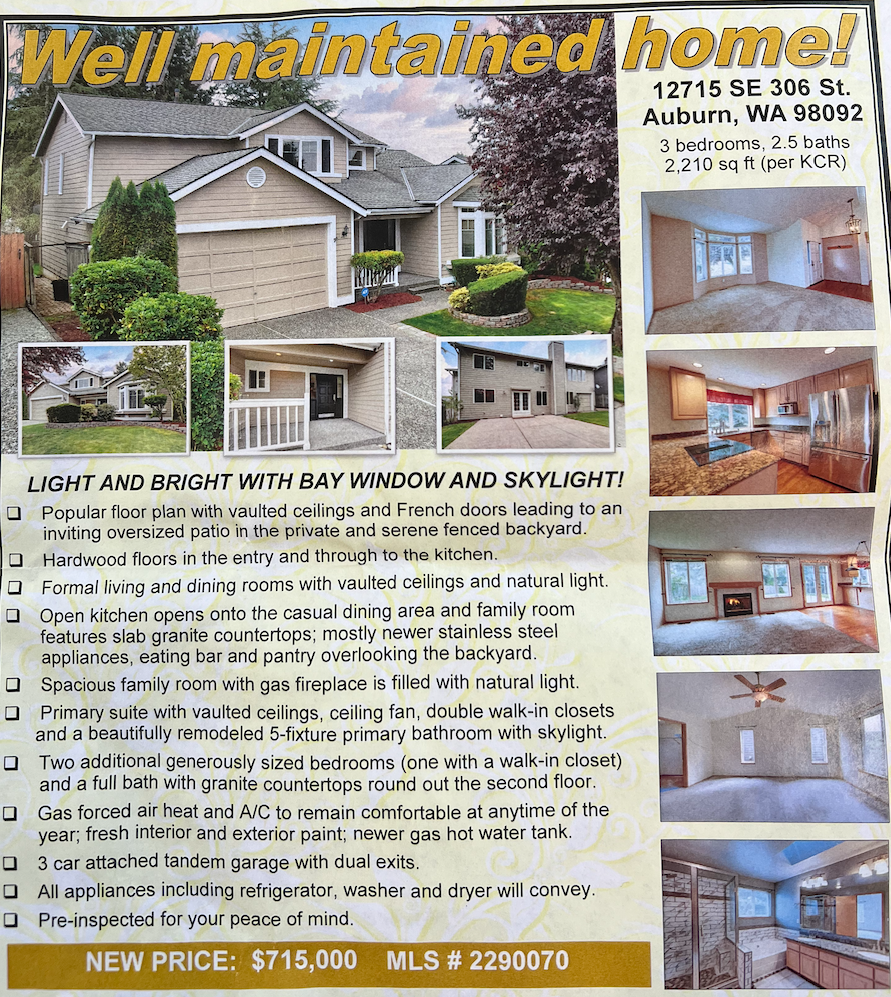 Well maintained home!
12715 SE 306 St.
Auburn, WA 98092
3 bedrooms, 2.5 baths
2,210 sq ft (per KCR)
LIGHT AND BRIGHT WITH BAY WINDOW AND SKYLIGHT!
❑ Popular floor plan with vaulted ceilings and French doors leading to an
inviting oversized patio in the private and serene fenced backyard.
❑ Hardwood floors in the entry and through to the kitchen.
❑ Formal living and dining rooms with vaulted ceilings and natural light.
❑ Open kitchen opens onto the casual dining area and family room
features slab granite countertops; mostly newer stainless steel
appliances, eating bar and pantry overlooking the backyard.
❑ Spacious family room with gas fireplace is filled with natural light.
❑ Primary suite with vaulted ceilings, ceiling fan, double walk-in closets
and a beautifully remodeled 5-fixture primary bathroom with skylight.
❑ Two additional generously sized bedrooms (one with a walk-in closet)
and a full bath with granite countertops round out the second floor.
❑ Gas forced air heat and A/C to remain comfortable at anytime of the
year; fresh interior and exterior paint; newer gas hot water tank.
❑ 3 car attached tandem garage with dual exits.
❑ All appliances including refrigerator, washer and dryer will convey.
❑ Pre-inspected for your peace of mind.
NEW PRICE: $715,000 MLS # 2290070